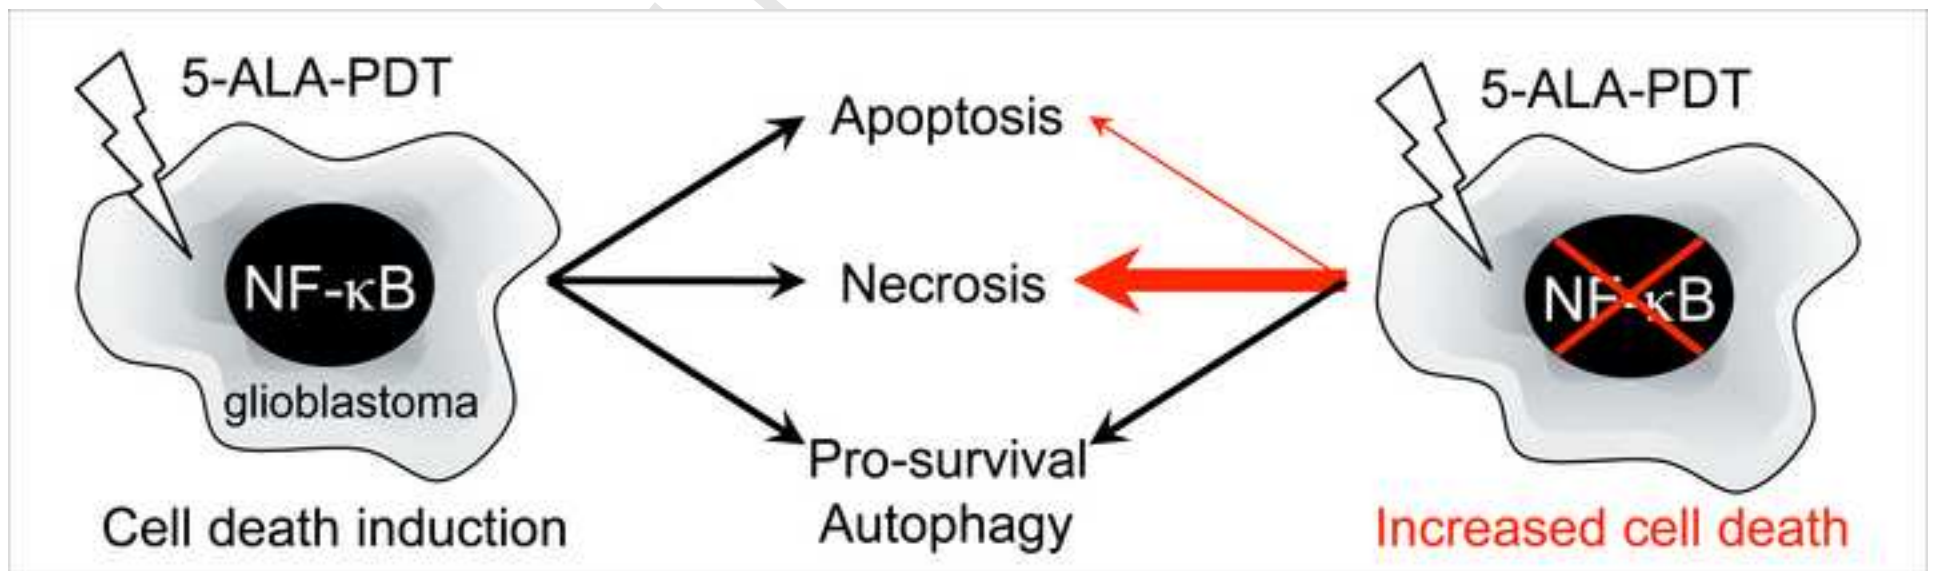 5-ALA-PDT
NF-κB
glioblastoma
Cell death induction
Apoptosis
Necrosis
Pro-survival
Autophagy
5-ALA-PDT
NF-κB
Increased cell death